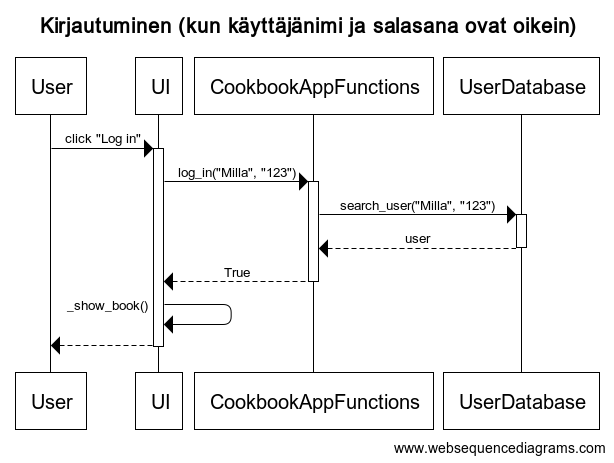 Kirjautuminen (kun käyttäjänimi ja salasana ovat oikein)
User UI CookbookAppFunctions UserDatabase
click "Log in"
log_in("Milla", "123")
search_user("Milla", "123")
user
True
_show_book()
User UI CookbookAppFunctions UserDatabase
www.websequencediagrams.com